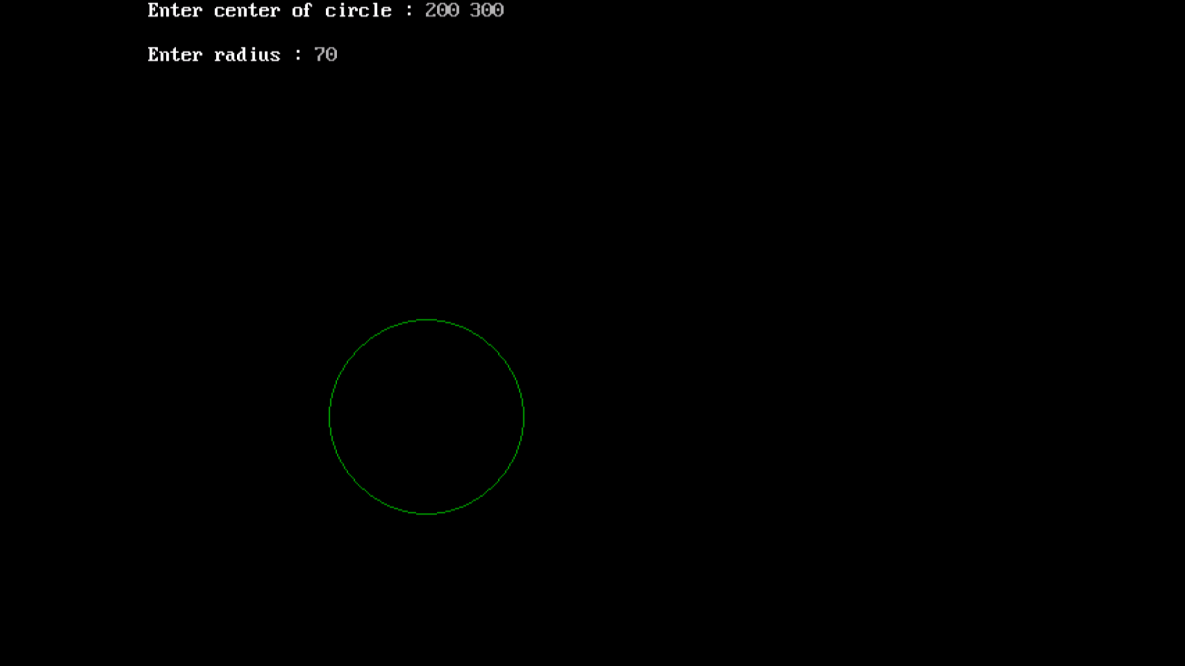 Enter center of circle : 200 300
Enter radius : 70